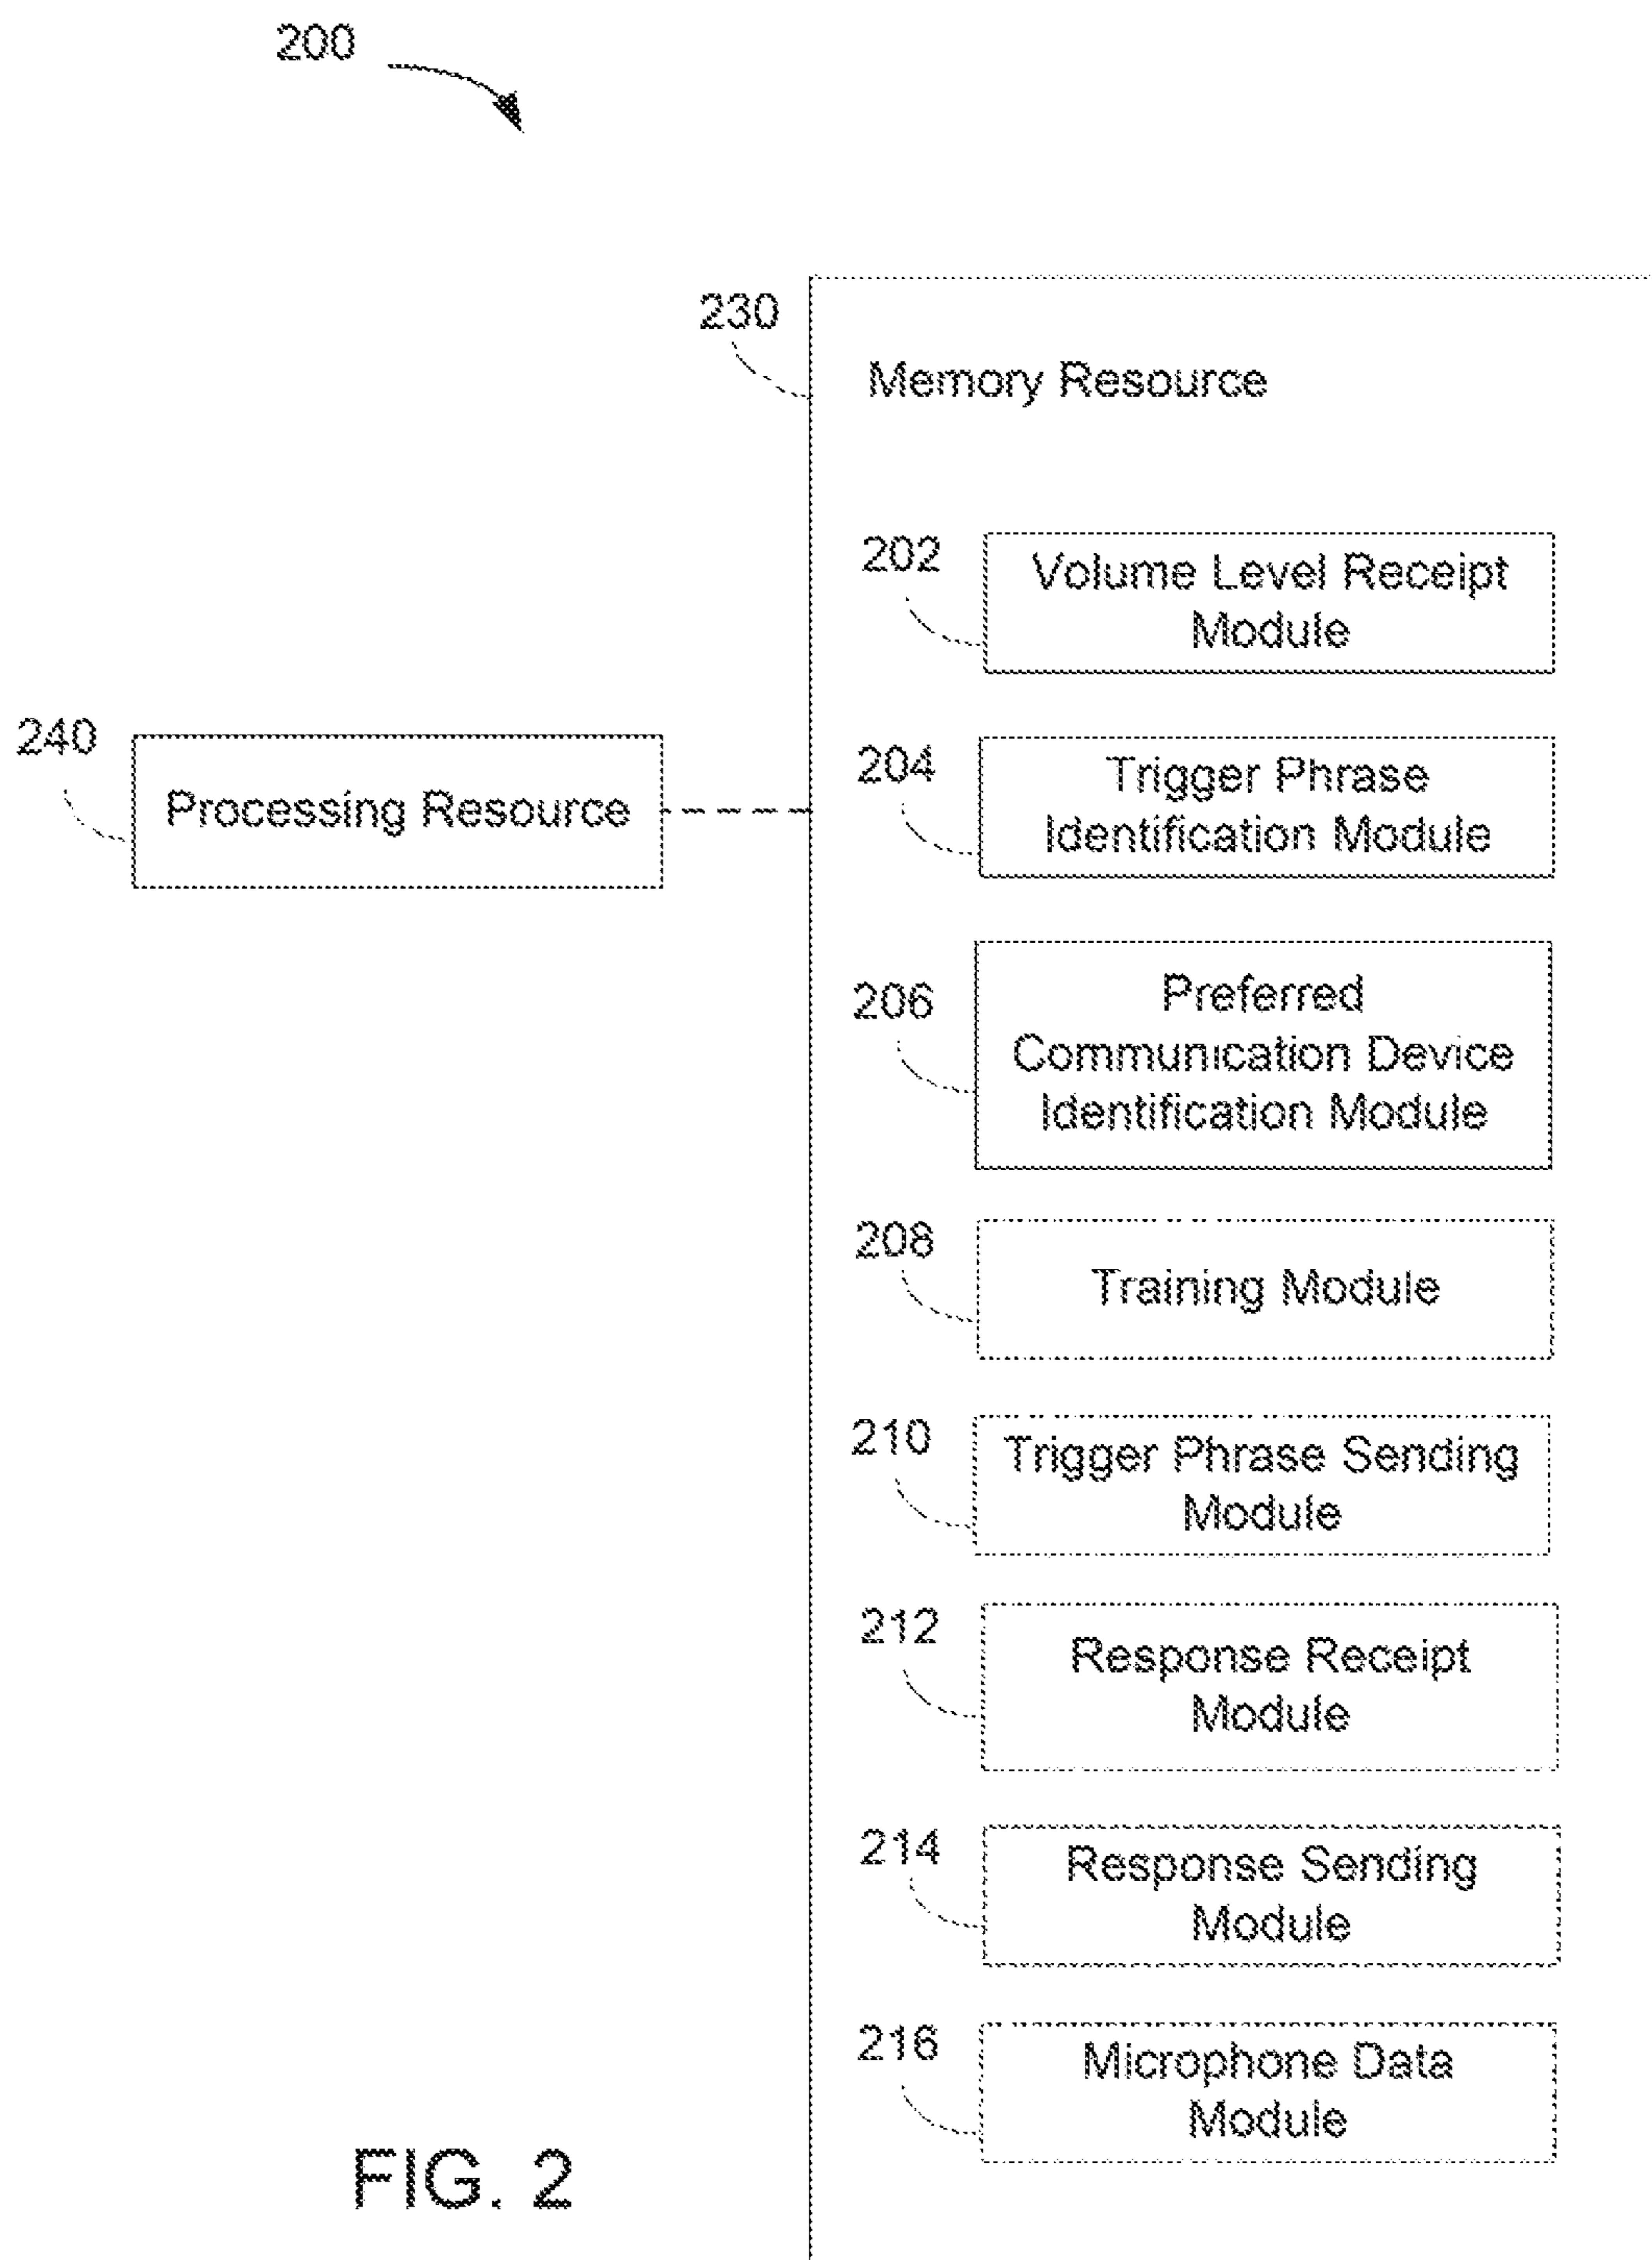 200
230
Memory Resource
202
Volume Level Receipt
Module
240
Processing Resource
204
Trigger Phrase
Identification Module
206
Preferred
Communication Device
Identification Module
208
Training Module
210
Trigger Phrase Sending
Module
212
Response Receipt
Module
214
Response Sending
Module
216
Microphone Data
Module
FIG. 2